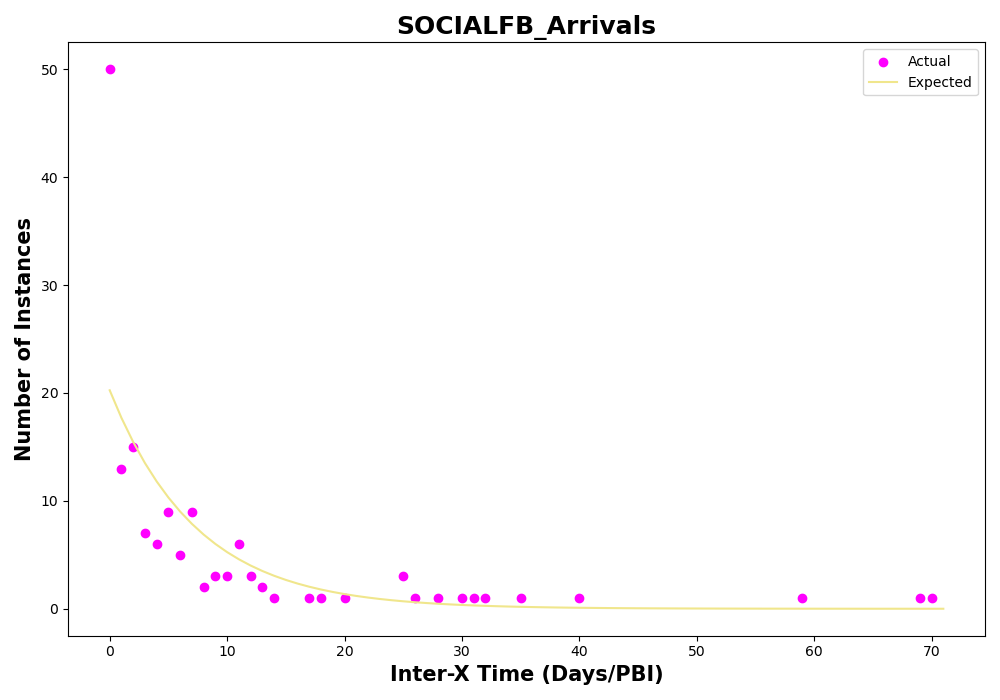 SOCIALFB_Arrivals
Actual
Expected
Number of Instances
50
40
30
20
10
0
0 10 20 30 40 50 60 70
Inter-X Time (Days/PBI)